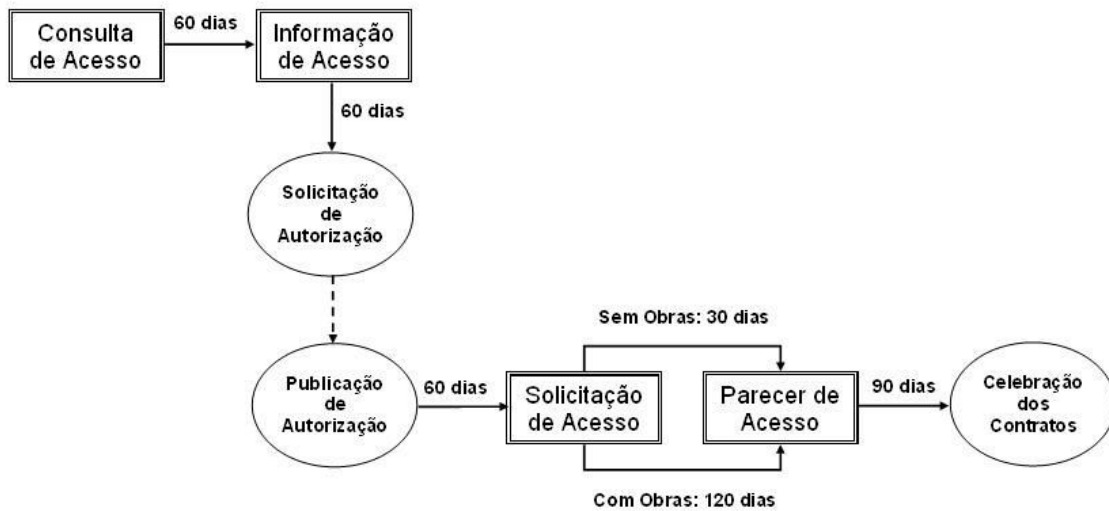 Consulta
de Acesso
60 dias
Informação
de Acesso
60 dias
Solicitação
de
Autorização
Publicação
de
Autorização
60 dias
Solicitação
de Acesso
Sem Obras: 30 dias
Com Obras: 120 dias
Parecer de
Acesso
90 dias
Celebração
dos
Contratos